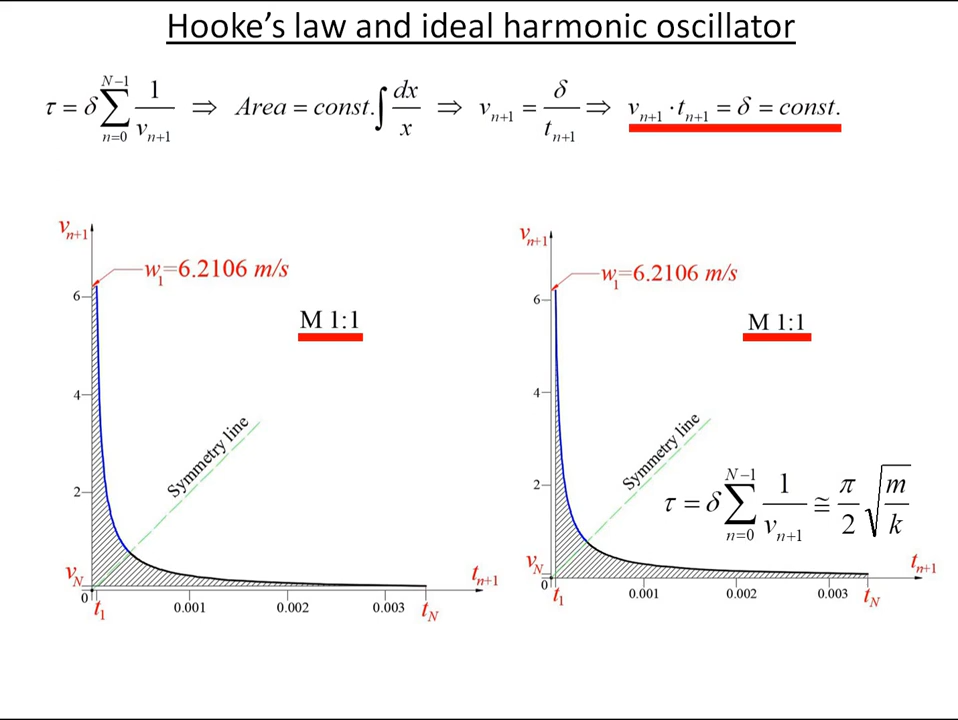 Hooke's law and ideal harmonic oscillator
τ = δ ∑_{n=0}^{N−1} 1/v_{n+1} ⇒ Area = const.∫ dx/x ⇒ v_{n+1} = δ/t_{n+1} ⇒ v_{n+1} · t_{n+1} = δ = const.
v_{n+1}
w_1=6.2106 m/s
6
M 1:1
4
Symmetry line
2
v_N
t_{n+1}
0
t_1
0.001
0.002
0.003
t_N
v_{n+1}
w_1=6.2106 m/s
6
M 1:1
4
Symmetry line
2
τ = δ ∑_{n=0}^{N−1} 1/v_{n+1} ≅ π/2 √(m/k)
v_N
t_{n+1}
0
t_1
0.001
0.002
0.003
t_N